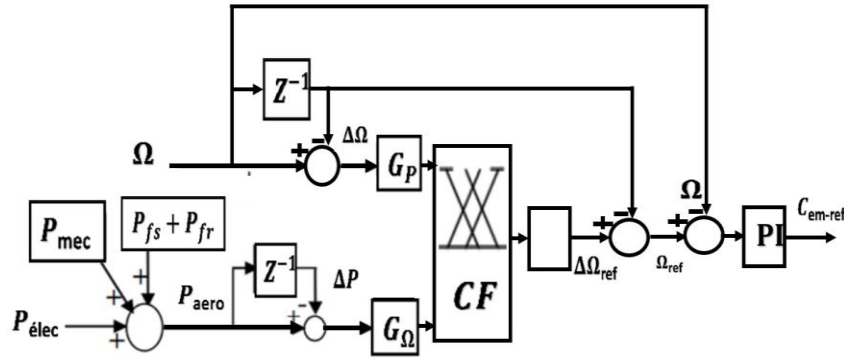 Z⁻¹
Ω
+
-
ΔΩ
G_P
P_mec
P_fs + P_fr
+
+
+
P_élec
P_aero
Z⁻¹
ΔP
+
-
G_Ω
CF
ΔΩ_ref
+
-
Ω_ref
Ω
+
-
PI
C_em-ref